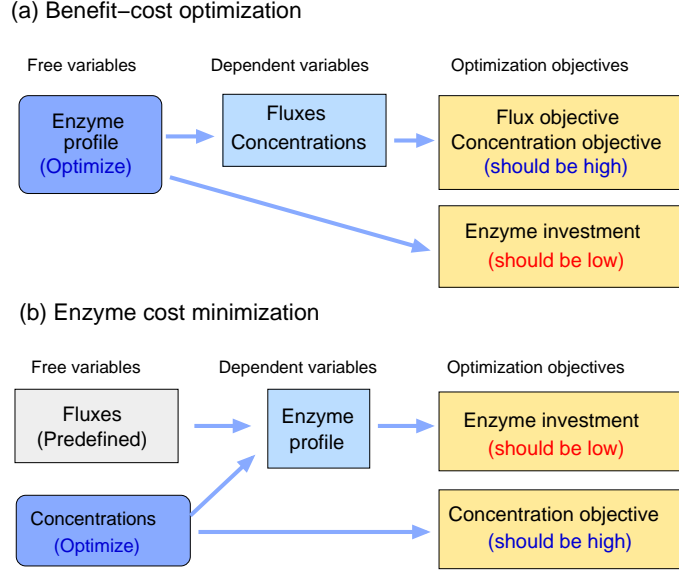 (a) Benefit−cost optimization
Free variables
Dependent variables
Optimization objectives
Enzyme
profile
(Optimize)
Fluxes
Concentrations
Flux objective
Concentration objective
(should be high)
Enzyme investment
(should be low)
(b) Enzyme cost minimization
Free variables
Dependent variables
Optimization objectives
Fluxes
(Predefined)
Enzyme
profile
Enzyme investment
(should be low)
Concentrations
(Optimize)
Concentration objective
(should be high)